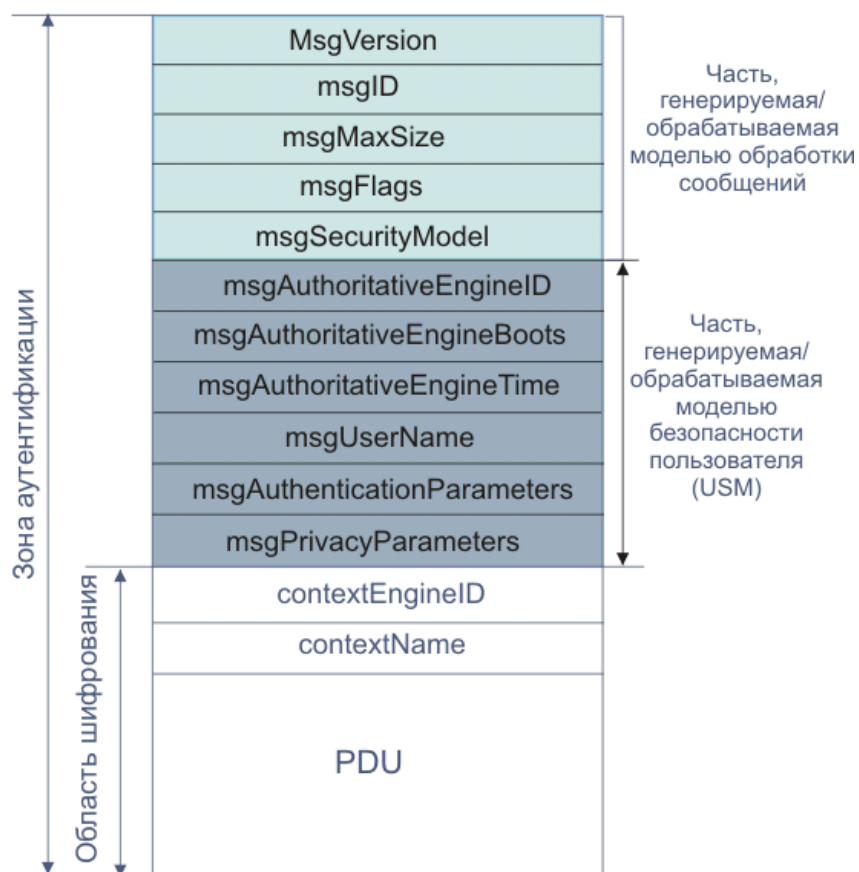 MsgVersion
msgID
msgMaxSize
msgFlags
msgSecurityModel
Часть,
генерируемая/
обрабатываемая
моделью обработки
сообщений
msgAuthoritativeEngineID
msgAuthoritativeEngineBoots
msgAuthoritativeEngineTime
msgUserName
msgAuthenticationParameters
msgPrivacyParameters
Часть,
генерируемая/
обрабатываемая
моделью
безопасности
пользователя
(USM)
Зона аутентификации
Область шифрования
contextEngineID
contextName
PDU